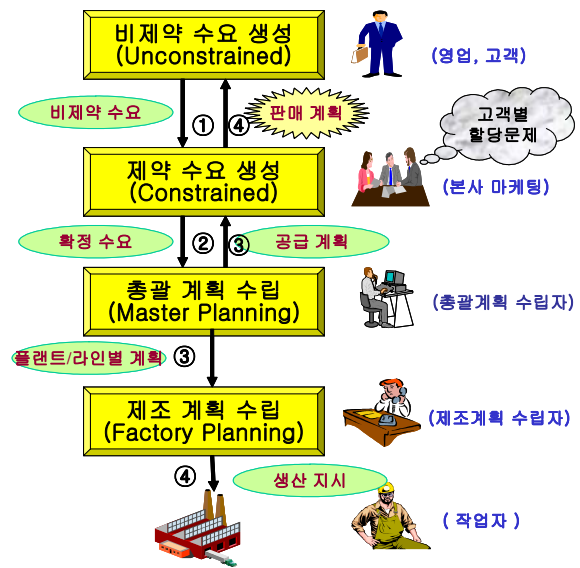 비제약 수요 생성
(Unconstrained)
(영업, 고객)
비제약 수요
①
④
판매 계획
고객별
할당문제
제약 수요 생성
(Constrained)
(본사 마케팅)
확정 수요
②
③
공급 계획
총괄 계획 수립
(Master Planning)
(총괄계획 수립자)
플랜트/라인별 계획
③
제조 계획 수립
(Factory Planning)
(제조계획 수립자)
④
생산 지시
( 작업자 )